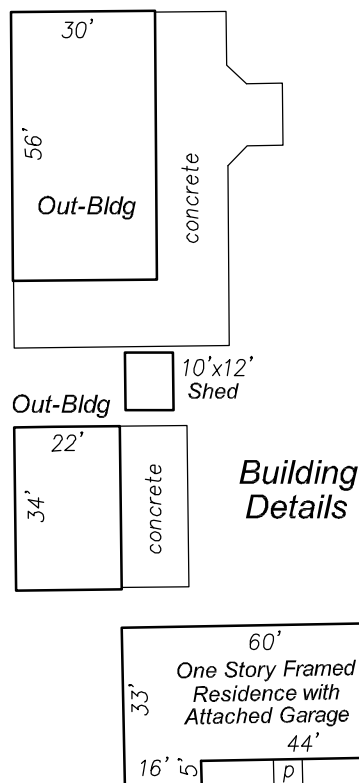 30'
56'
Out-Bldg
concrete
10'x12'
Shed
Out-Bldg
22'
34'
concrete
Building
Details
60'
33'
One Story Framed
Residence with
Attached Garage
44'
16'
5'
p